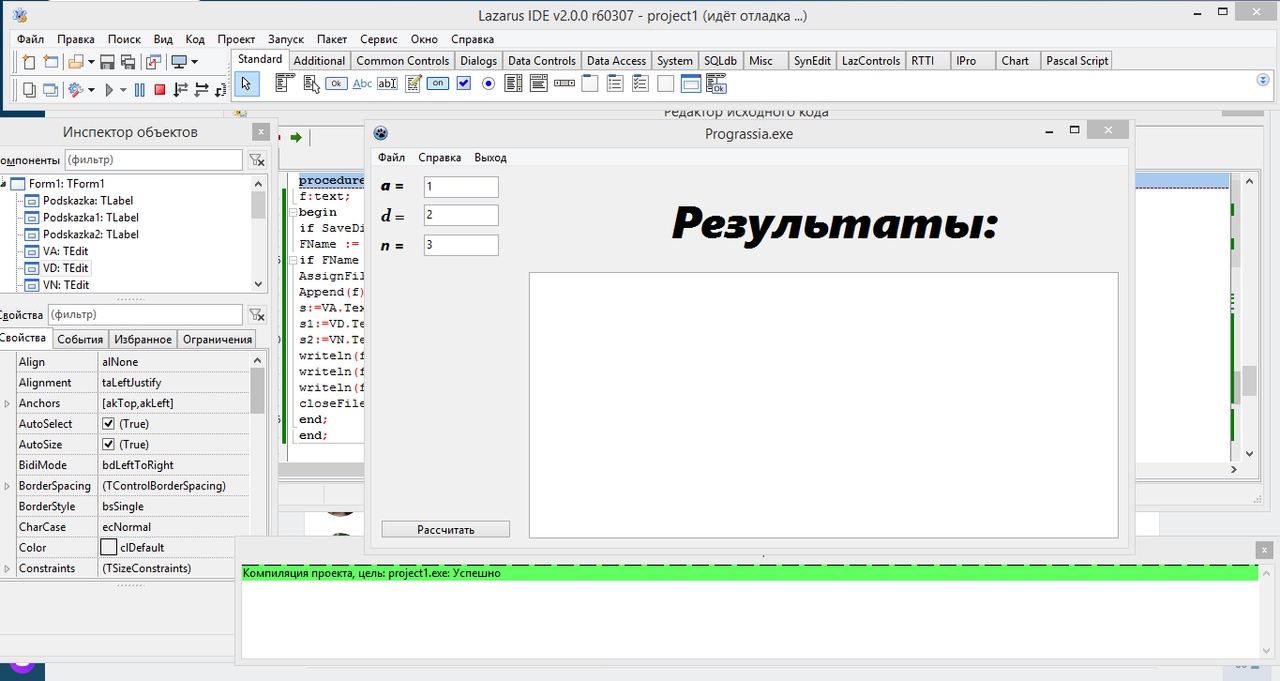 Lazarus IDE v2.0.0 r60307 - project1 (идёт отладка ...)
Файл Правка Поиск Вид Код Проект Запуск Пакет Сервис Окно Справка
Standard Additional Common Controls Dialogs Data Controls Data Access System SQLdb Misc SynEdit LazControls RTTI IPro Chart Pascal Script
Ok Abc abI on Ok
Редактор исходного кода
Инспектор объектов
Prograssia.exe
омпоненты (фильтр)
Файл Справка Выход
Form1: TForm1
Podskazka: TLabel
Podskazka1: TLabel
Podskazka2: TLabel
VA: TEdit
VD: TEdit
VN: TEdit
войства (фильтр)
Свойства События Избранное Ограничения
Align alNone
Alignment taLeftJustify
Anchors [akTop,akLeft]
AutoSelect (True)
AutoSize (True)
BidiMode bdLeftToRight
BorderSpacing (TControlBorderSpacing)
BorderStyle bsSingle
CharCase ecNormal
Color clDefault
Constraints (TSizeConstraints)
procedure
f:text;
begin
if SaveDi
FName :=
if FName
AssignFil
Append(f)
s:=VA.Tex
s1:=VD.Te
s2:=VN.Te
writeln(f
writeln(f
writeln(f
closeFile
end;
end;
a = 1
d = 2
n = 3
Результаты:
Рассчитать
Компиляция проекта, цель: project1.exe: Успешно